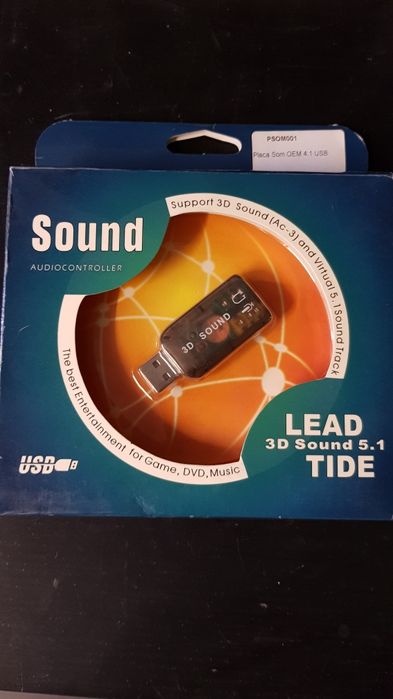 PSOM001
Placa Som OEM 4.1 USB
Sound
AUDIOCONTROLLER
Support 3D Sound (Ac-3) and Virtual 5.1 Sound Track
3D SOUND
The best Entertainment for Game, DVD, Music
LEAD
3D Sound 5.1
TIDE
USB